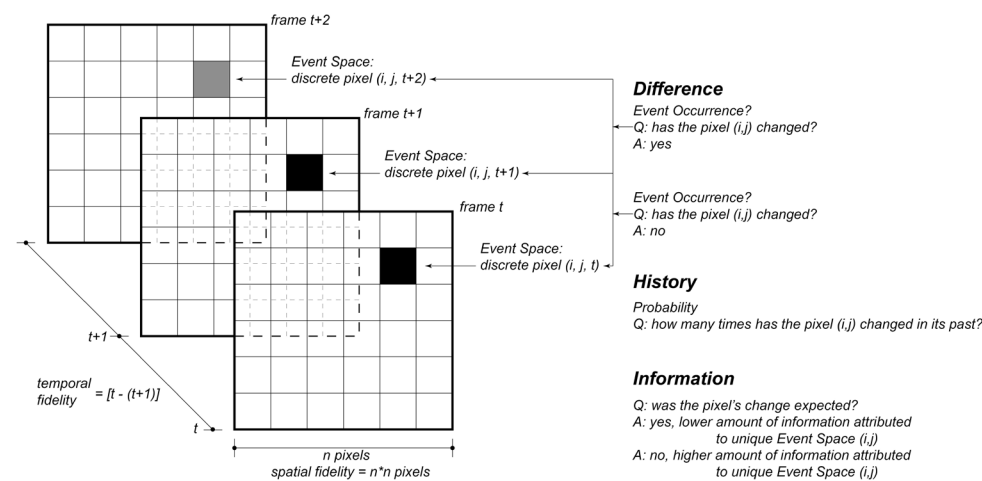 frame t+2
Event Space:
discrete pixel (i, j, t+2)
frame t+1
Event Space:
discrete pixel (i, j, t+1)
frame t
Event Space:
discrete pixel (i, j, t)
t+1
temporal
fidelity = [t - (t+1)]
t
n pixels
spatial fidelity = n*n pixels
Difference
Event Occurrence?
Q: has the pixel (i,j) changed?
A: yes
Event Occurrence?
Q: has the pixel (i,j) changed?
A: no
History
Probability
Q: how many times has the pixel (i,j) changed in its past?
Information
Q: was the pixel's change expected?
A: yes, lower amount of information attributed
to unique Event Space (i,j)
A: no, higher amount of information attributed
to unique Event Space (i,j)